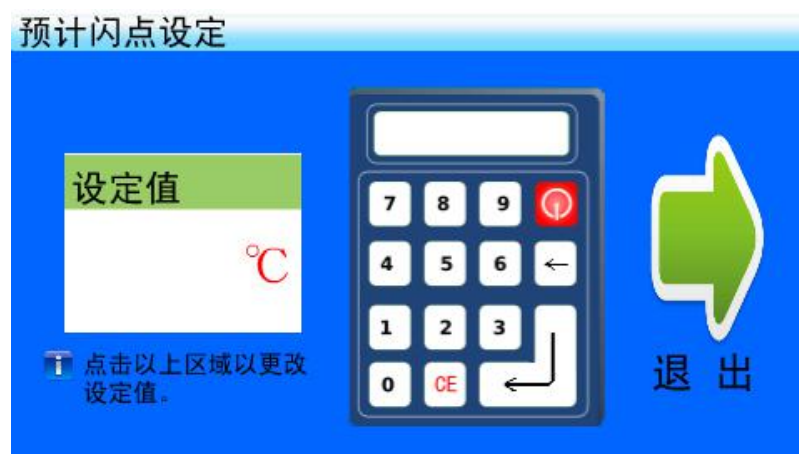 预计闪点设定
设定值
℃
点击以上区域以更改
设定值。
7 8 9
4 5 6 ←
1 2 3
0 CE
退 出